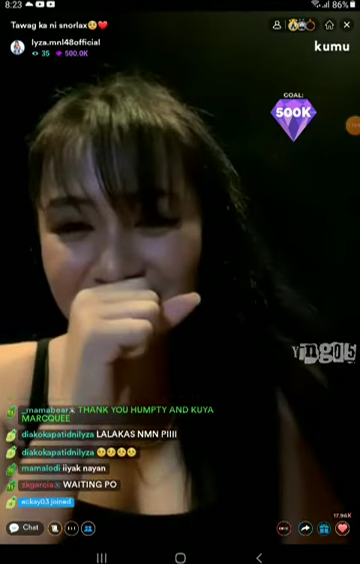 8:23
86%
Tawag ka ni snorlax🥺❤️
lyza.mnl48official
35 500.0K
kumu
GOAL:
500K
_mamabear THANK YOU HUMPTY AND KUYA
MARCQUEE
diakokapatidnilyza LALAKAS NMN PIIII
diakokapatidnilyza 🥺🥺🥺🥺
mamalodi iiyak nayan
zkgarcia WAITING PO
ackey03 joined
17.96K
Chat